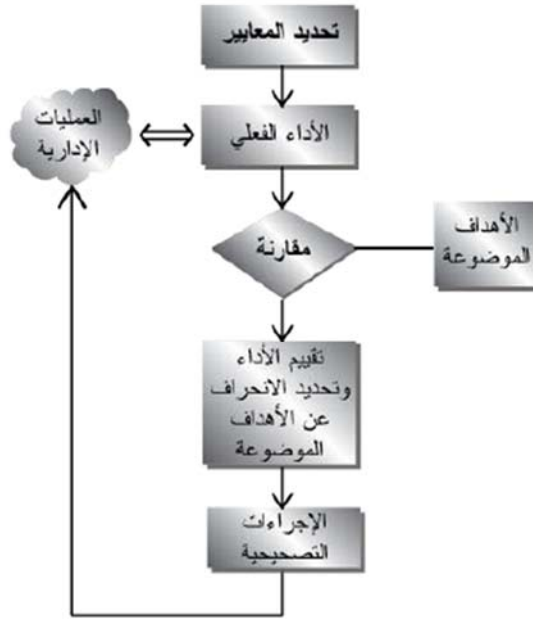 تحديد المعايير
العمليات
الإدارية
الأداء الفعلي
مقارنة
الأهداف
الموضوعة
تقييم الأداء
وتحديد الانحراف
عن الأهداف
الموضوعة
الإجراءات
التصحيحية